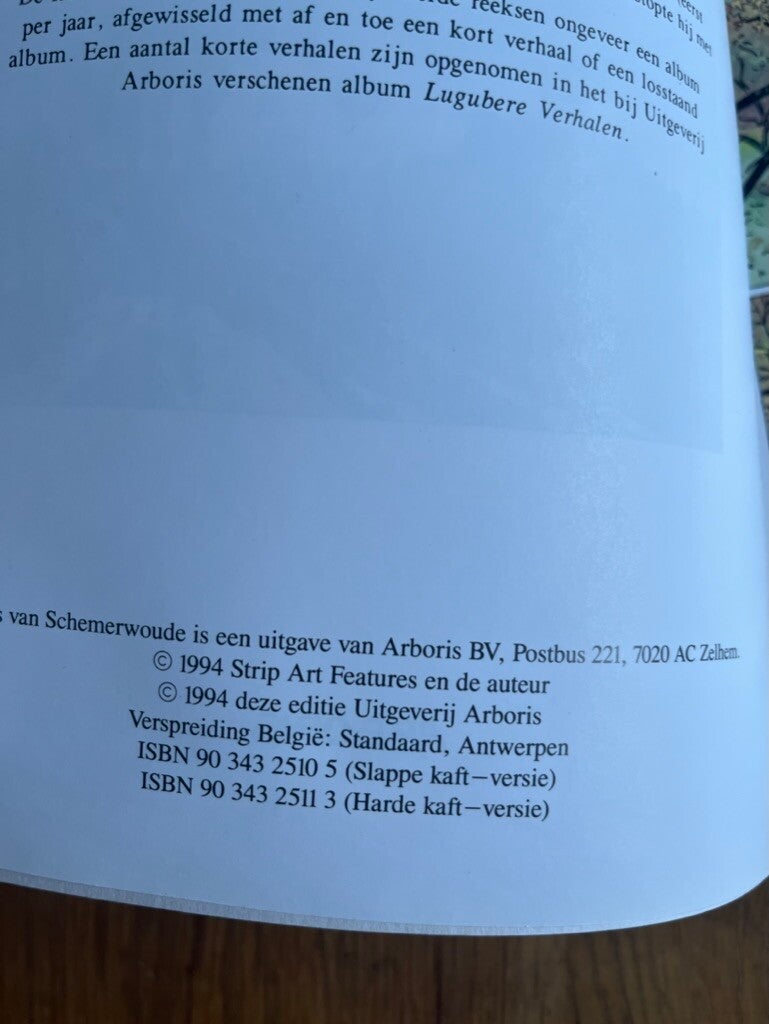 reeksen ongeveer een album
per jaar, afgewisseld met af en toe een kort verhaal of een losstaand
album. Een aantal korte verhalen zijn opgenomen in het bij Uitgeverij
Arboris verschenen album Lugubere Verhalen.
van Schemerwoude is een uitgave van Arboris BV, Postbus 221, 7020 AC Zelhem.
© 1994 Strip Art Features en de auteur
© 1994 deze editie Uitgeverij Arboris
Verspreiding België: Standaard, Antwerpen
ISBN 90 343 2510 5 (Slappe kaft–versie)
ISBN 90 343 2511 3 (Harde kaft–versie)